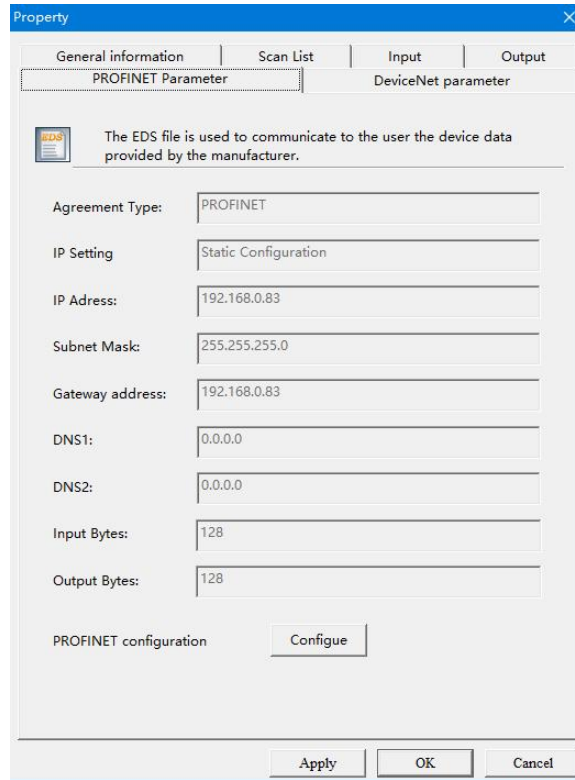 Property
General information
Scan List
Input
Output
PROFINET Parameter
DeviceNet parameter
EDS
The EDS file is used to communicate to the user the device data
provided by the manufacturer.
Agreement Type: PROFINET
IP Setting Static Configuration
IP Adress: 192.168.0.83
Subnet Mask: 255.255.255.0
Gateway address: 192.168.0.83
DNS1: 0.0.0.0
DNS2: 0.0.0.0
Input Bytes: 128
Output Bytes: 128
PROFINET configuration Configue
Apply OK Cancel